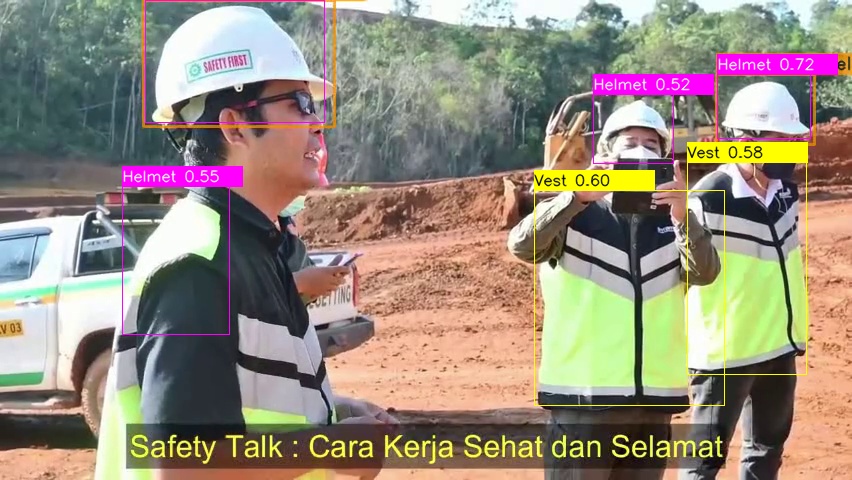 SAFETY FIRST
Helmet 0.52
Helmet 0.72
Vest 0.58
Helmet 0.55
Vest 0.60
V 03
Safety Talk : Cara Kerja Sehat dan Selamat